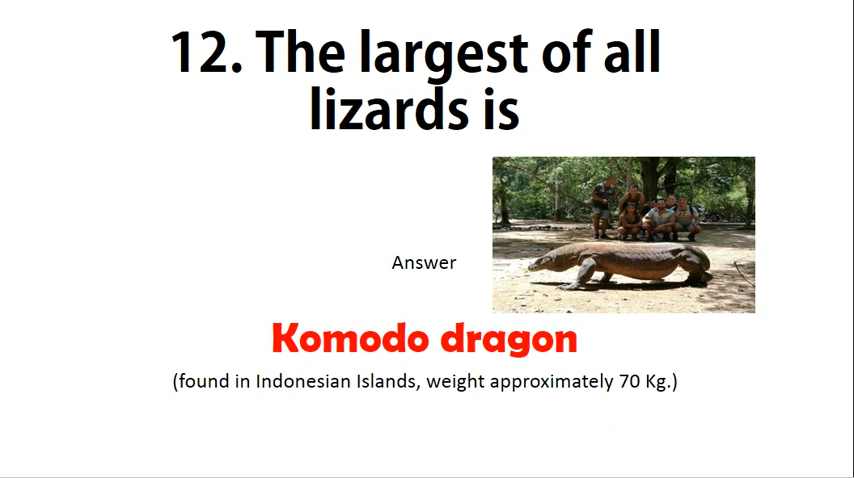 12. The largest of all
lizards is
Answer
Komodo dragon
(found in Indonesian Islands, weight approximately 70 Kg.)